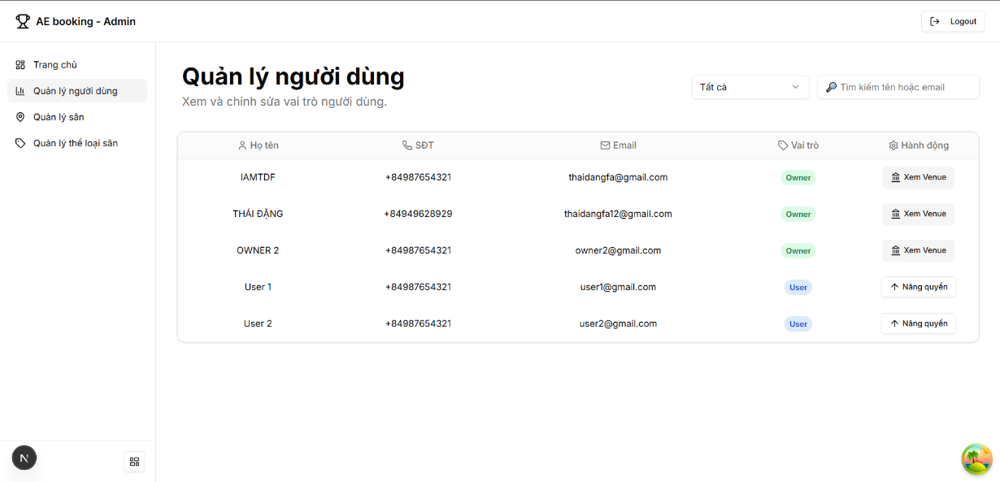 AE booking - Admin
Logout
Trang chủ
Quản lý người dùng
Quản lý sân
Quản lý thể loại sân
Quản lý người dùng
Xem và chỉnh sửa vai trò người dùng.
Tất cả
Tìm kiếm tên hoặc email
Họ tên SĐT Email Vai trò Hành động
IAMTDF +84987654321 thaidangfa@gmail.com Owner Xem Venue
THÁI ĐẶNG +84949628929 thaidangfa12@gmail.com Owner Xem Venue
OWNER 2 +84987654321 owner2@gmail.com Owner Xem Venue
User 1 +84987654321 user1@gmail.com User Nâng quyền
User 2 +84987654321 user2@gmail.com User Nâng quyền
N